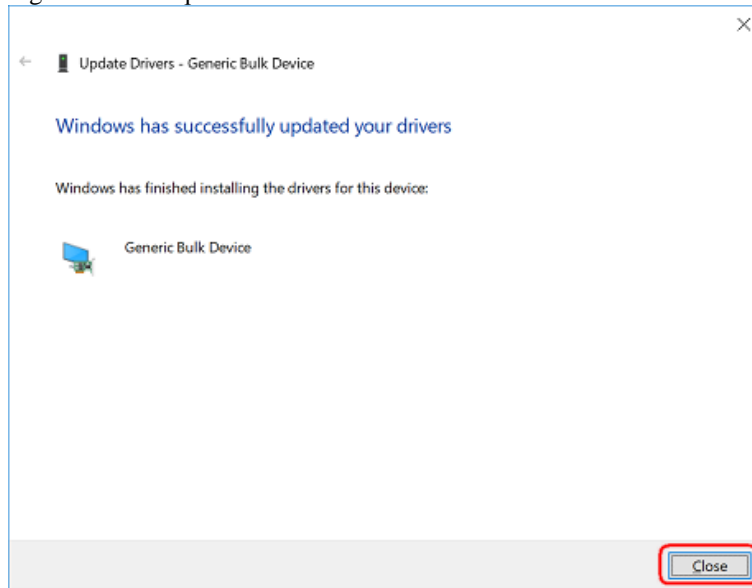 Update Drivers - Generic Bulk Device
Windows has successfully updated your drivers
Windows has finished installing the drivers for this device:
Generic Bulk Device
Close